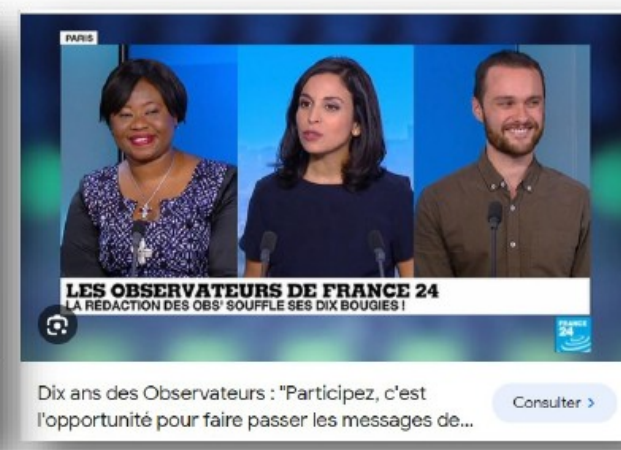 PARIS
LES OBSERVATEURS DE FRANCE 24
LA RÉDACTION DES OBS' SOUFFLE SES DIX BOUGIES !
FRANCE
24
Dix ans des Observateurs : "Participez, c'est
l'opportunité pour faire passer les messages de...
Consulter >